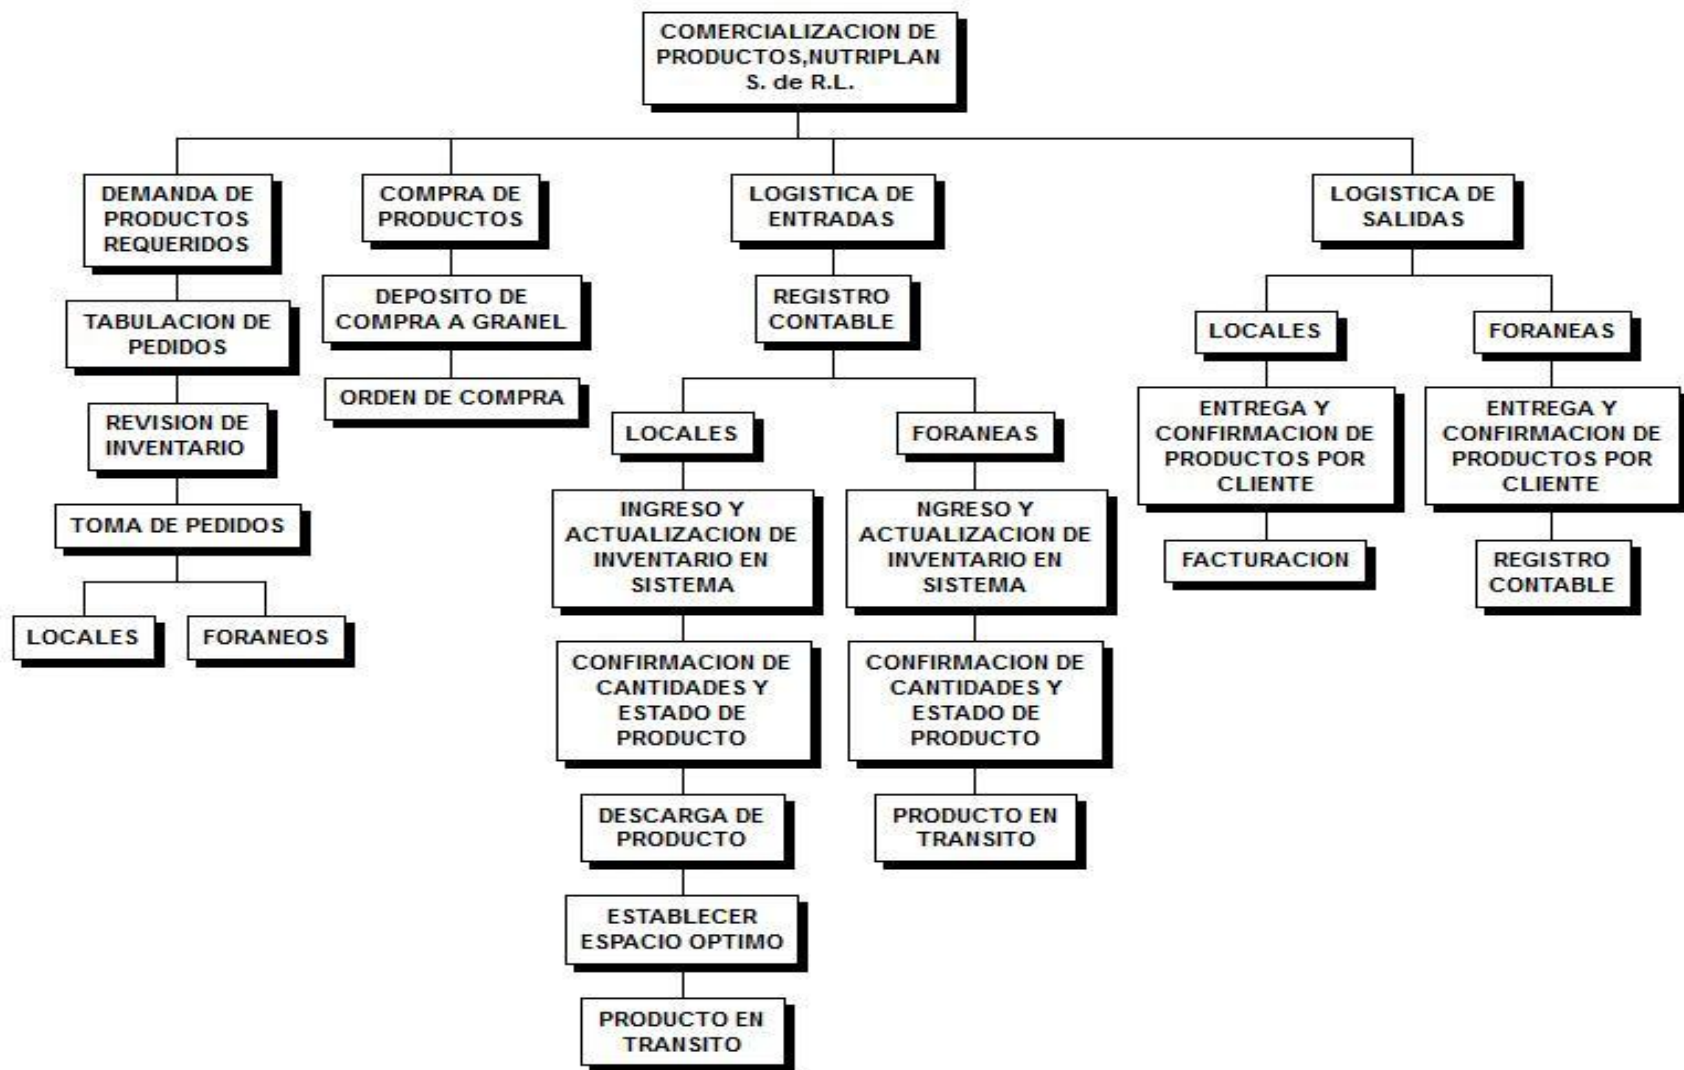 COMERCIALIZACION DE
PRODUCTOS,NUTRIPLAN
S. de R.L.
DEMANDA DE
PRODUCTOS
REQUERIDOS
TABULACION DE
PEDIDOS
REVISION DE
INVENTARIO
TOMA DE PEDIDOS
LOCALES
FORANEOS
COMPRA DE
PRODUCTOS
DEPOSITO DE
COMPRA A GRANEL
ORDEN DE COMPRA
LOGISTICA DE
ENTRADAS
REGISTRO
CONTABLE
LOCALES
INGRESO Y
ACTUALIZACION DE
INVENTARIO EN
SISTEMA
CONFIRMACION DE
CANTIDADES Y
ESTADO DE
PRODUCTO
DESCARGA DE
PRODUCTO
ESTABLECER
ESPACIO OPTIMO
PRODUCTO EN
TRANSITO
FORANEAS
NGRESO Y
ACTUALIZACION DE
INVENTARIO EN
SISTEMA
CONFIRMACION DE
CANTIDADES Y
ESTADO DE
PRODUCTO
PRODUCTO EN
TRANSITO
LOGISTICA DE
SALIDAS
LOCALES
ENTREGA Y
CONFIRMACION DE
PRODUCTOS POR
CLIENTE
FACTURACION
FORANEAS
ENTREGA Y
CONFIRMACION DE
PRODUCTOS POR
CLIENTE
REGISTRO
CONTABLE